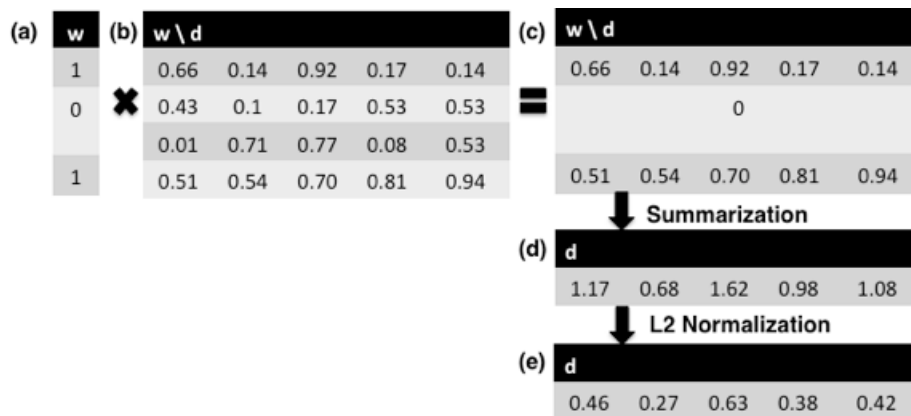 (a) w (b) w \ d (c) w \ d
1 0.66 0.14 0.92 0.17 0.14 0.66 0.14 0.92 0.17 0.14
0 0.43 0.1 0.17 0.53 0.53 0
0.01 0.71 0.77 0.08 0.53
1 0.51 0.54 0.70 0.81 0.94 0.51 0.54 0.70 0.81 0.94
Summarization
(d) d
1.17 0.68 1.62 0.98 1.08
L2 Normalization
(e) d
0.46 0.27 0.63 0.38 0.42